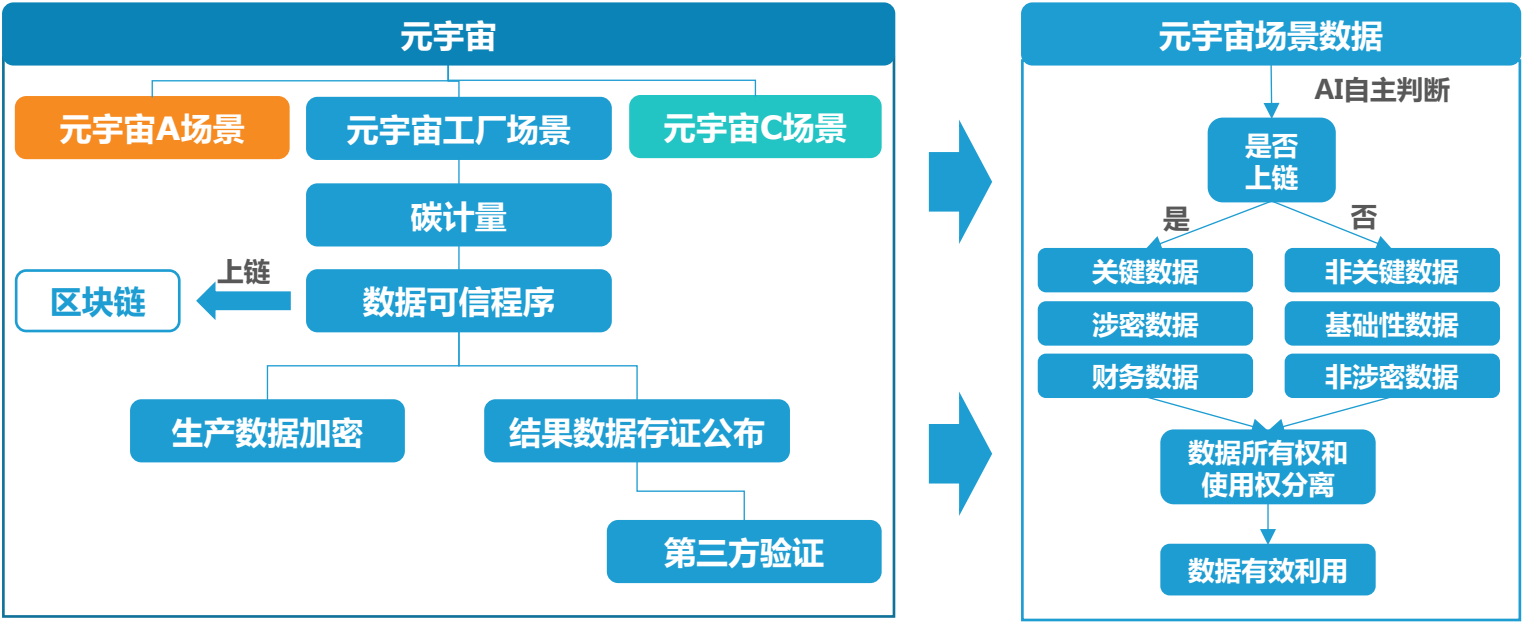 元宇宙
元宇宙A场景
元宇宙工厂场景
元宇宙C场景
碳计量
上链
区块链
数据可信程序
生产数据加密
结果数据存证公布
第三方验证
元宇宙场景数据
AI自主判断
是否
上链
是
否
关键数据
非关键数据
涉密数据
基础性数据
财务数据
非涉密数据
数据所有权和
使用权分离
数据有效利用